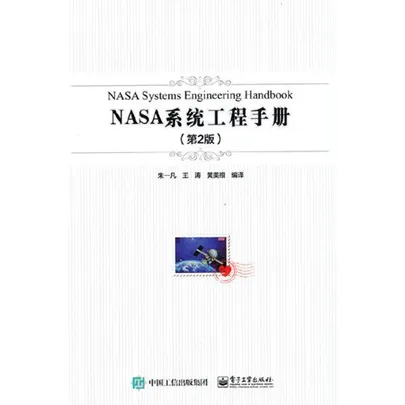 NASA Systems Engineering Handbook
NASA系统工程手册
（第2版）
朱一凡 王 涛 黄美根 编译
中国工信出版集团 电子工业出版社